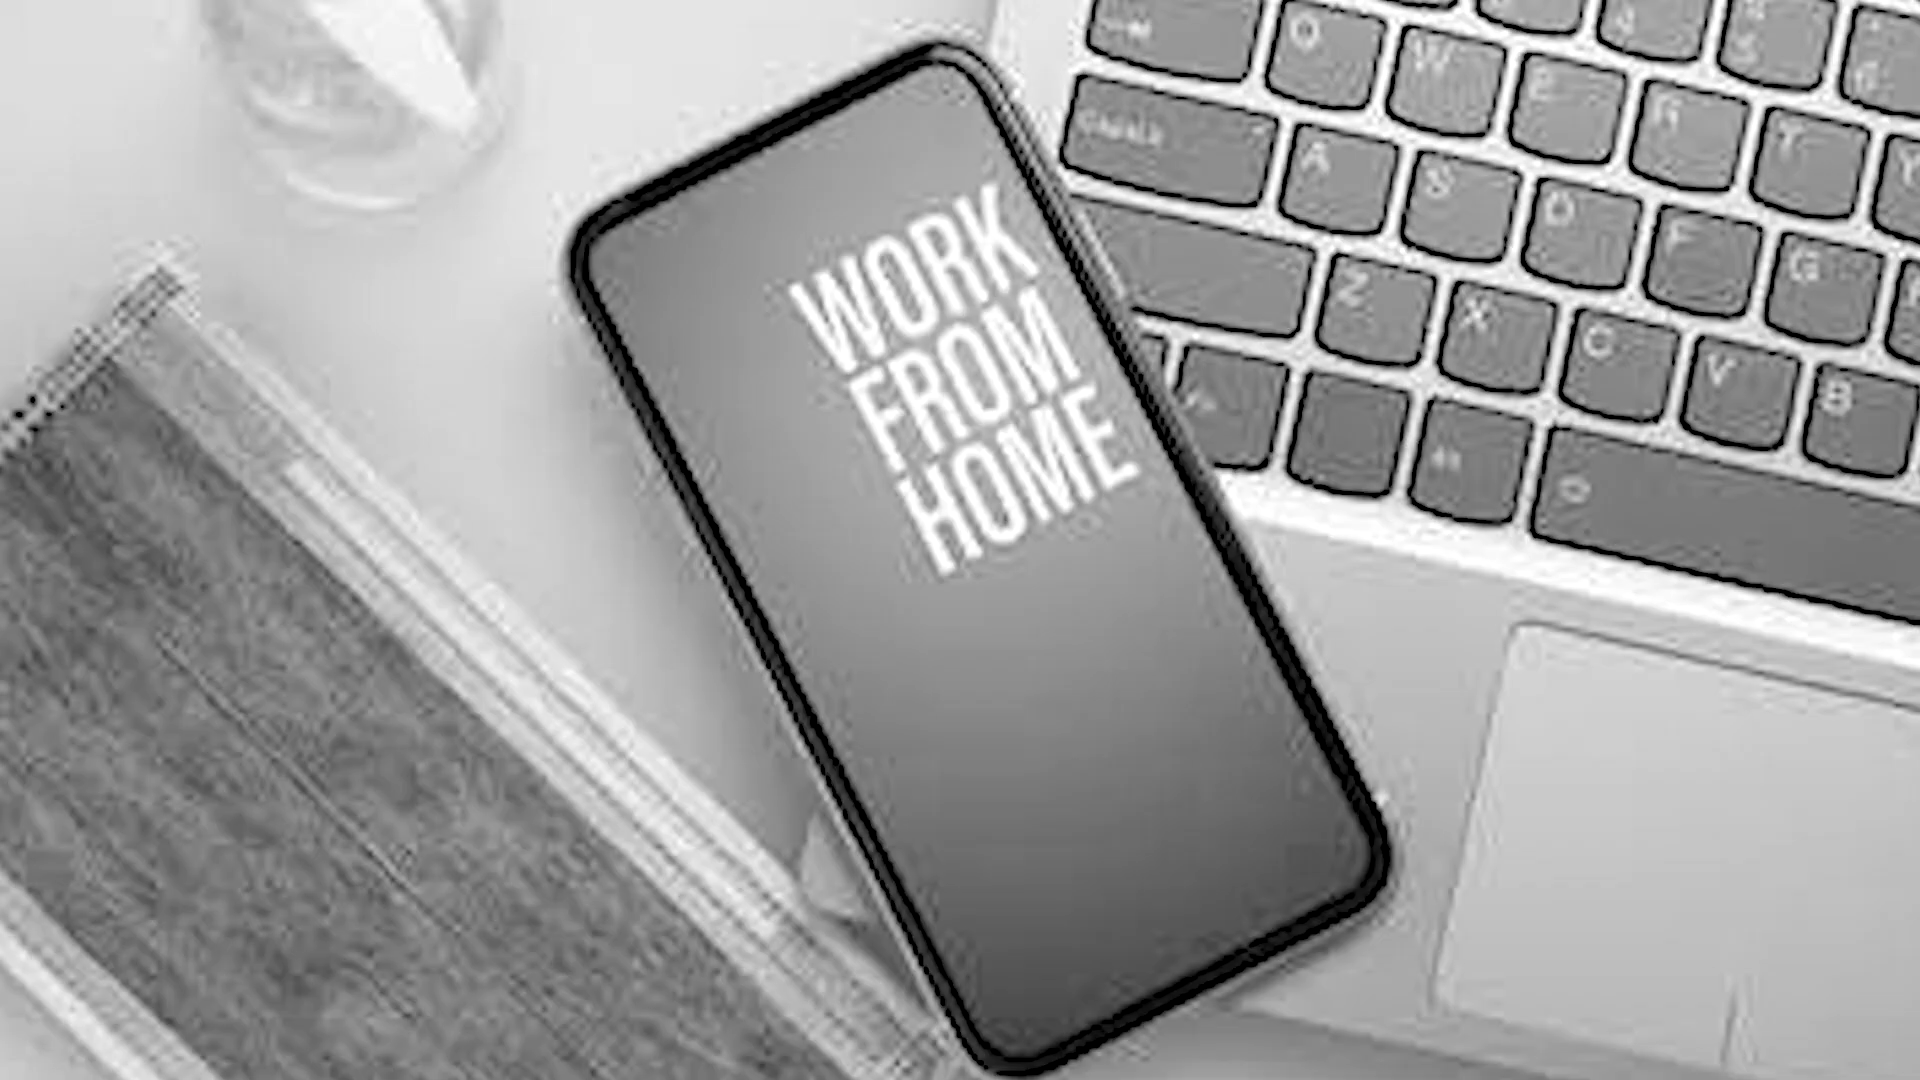 WORK
FROM
HOME
Q W E R T Y
A S D F G
Z X C V B